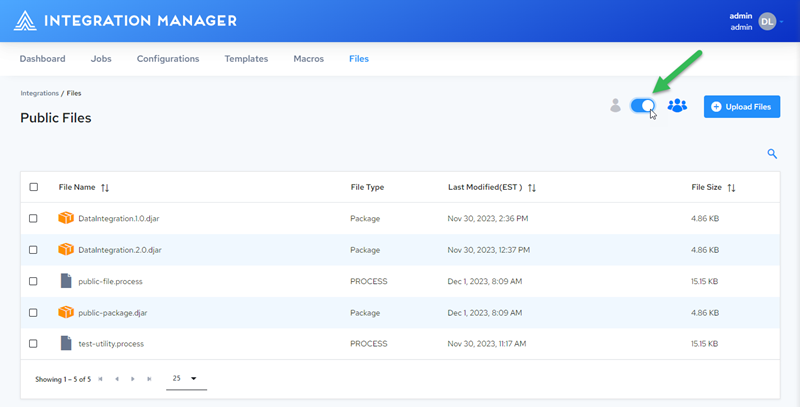 INTEGRATION MANAGER
admin
admin
DL
Dashboard Jobs Configurations Templates Macros Files
Integrations / Files
Public Files
Upload Files
File Name File Type Last Modified(EST ) File Size
DataIntegration.1.0.djar Package Nov 30, 2023, 2:36 PM 4.86 KB
DataIntegration.2.0.djar Package Nov 30, 2023, 12:37 PM 4.86 KB
public-file.process PROCESS Dec 1, 2023, 8:09 AM 15.15 KB
public-package.djar Package Dec 1, 2023, 8:09 AM 4.86 KB
test-utility.process PROCESS Nov 30, 2023, 11:17 AM 15.15 KB
Showing 1 – 5 of 5 25